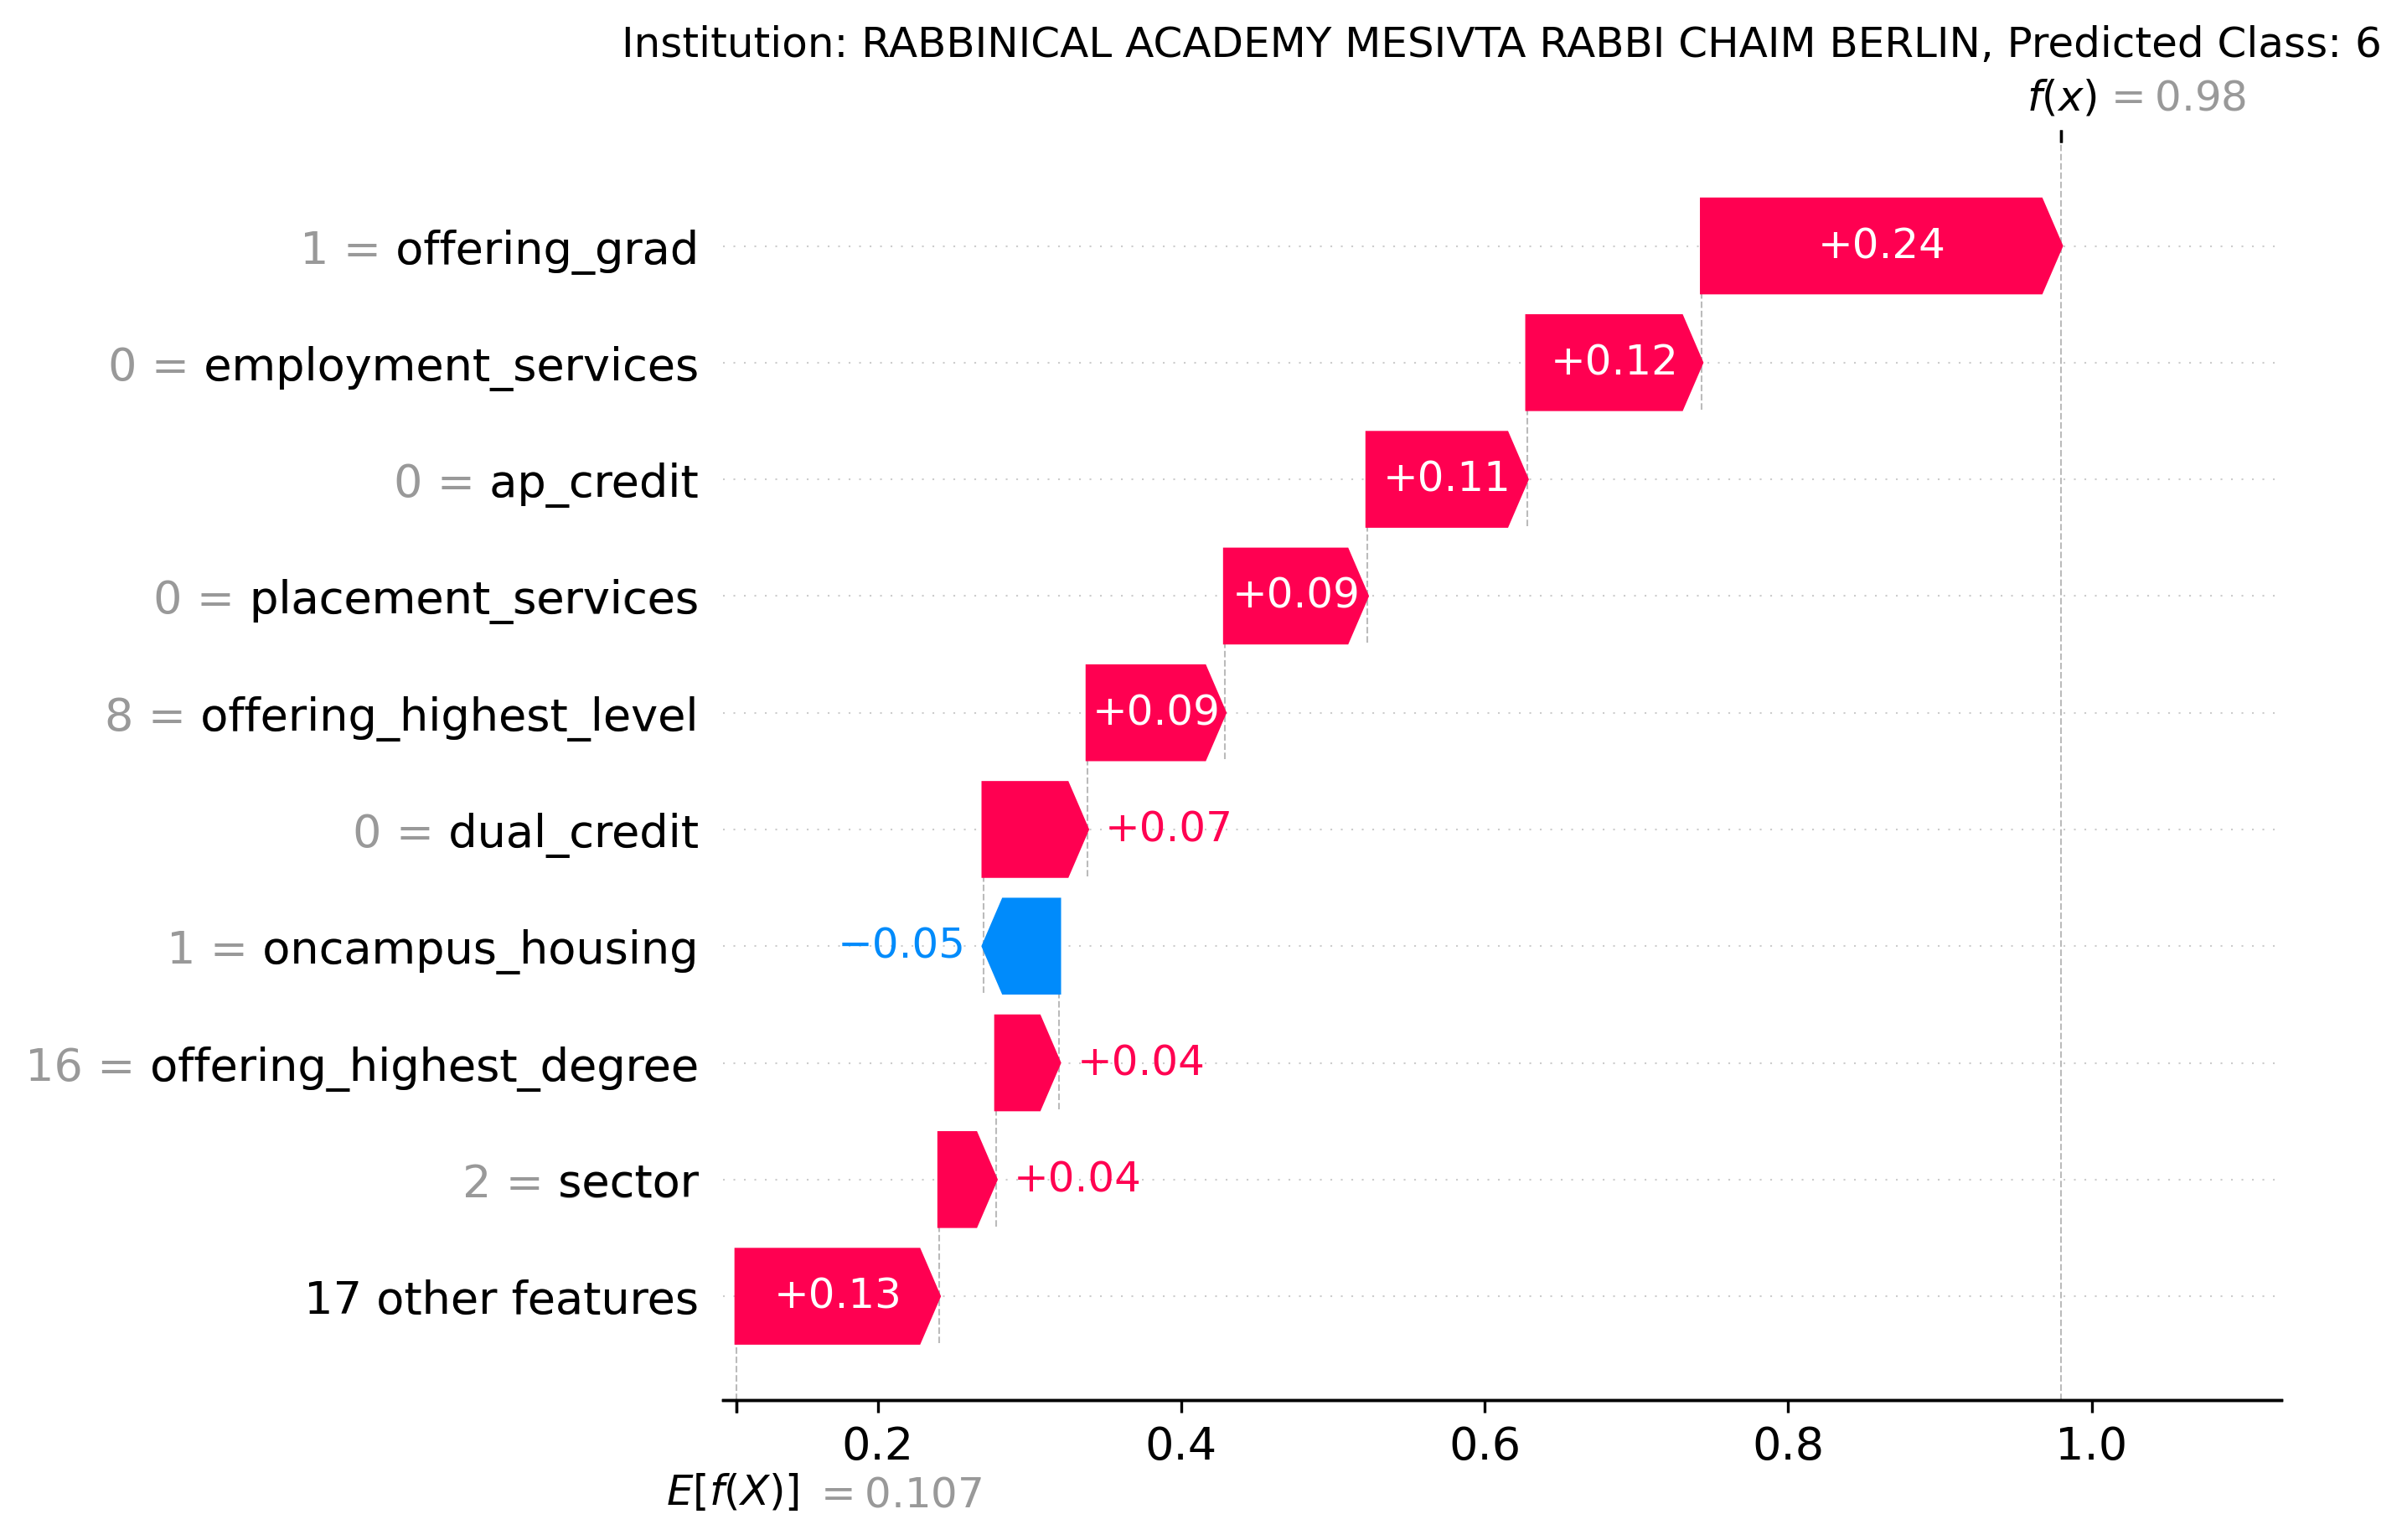 Institution: RABBINICAL ACADEMY MESIVTA RABBI CHAIM BERLIN, Predicted Class: 6
f(x) = 0.98
1 = offering_grad +0.24
0 = employment_services +0.12
0 = ap_credit +0.11
0 = placement_services +0.09
8 = offering_highest_level +0.09
0 = dual_credit +0.07
1 = oncampus_housing −0.05
16 = offering_highest_degree +0.04
2 = sector +0.04
17 other features +0.13
0.2 0.4 0.6 0.8 1.0
E[f(X)] = 0.107